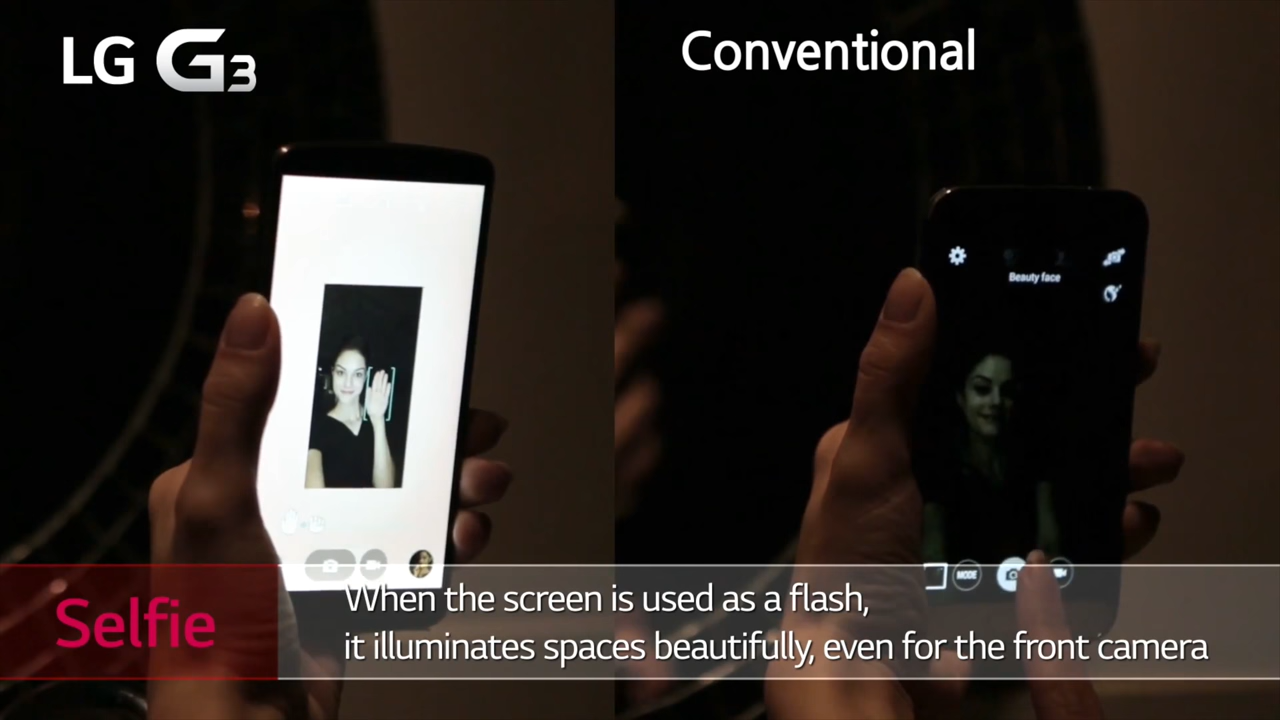 LG G3
Conventional
Beauty face
MODE
Selfie
When the screen is used as a flash,
it illuminates spaces beautifully, even for the front camera